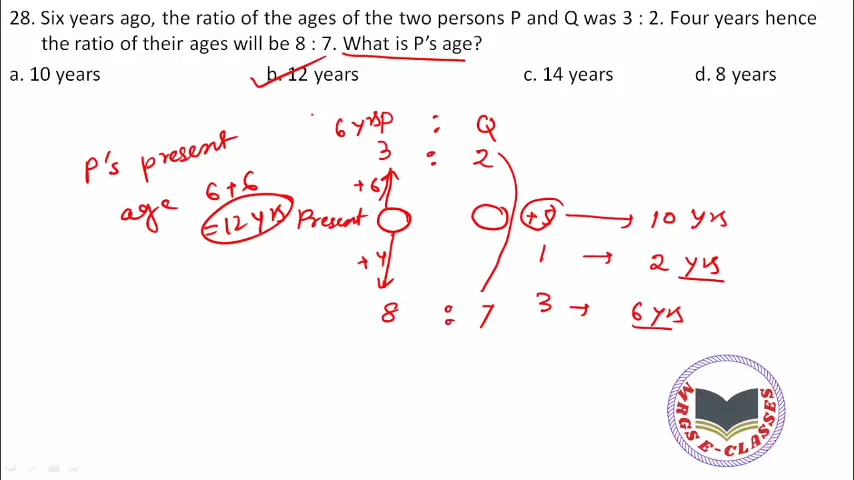 28. Six years ago, the ratio of the ages of the two persons P and Q was 3 : 2. Four years hence
the ratio of their ages will be 8 : 7. What is P's age?
a. 10 years b. 12 years c. 14 years d. 8 years
6 yrs P : Q
3 : 2
P's present
age 6+6
= 12 yrs
+6
Present +5 → 10 yrs
+4 1 → 2 yrs
8 : 7 3 → 6 yrs
MRGS E-CLASSES